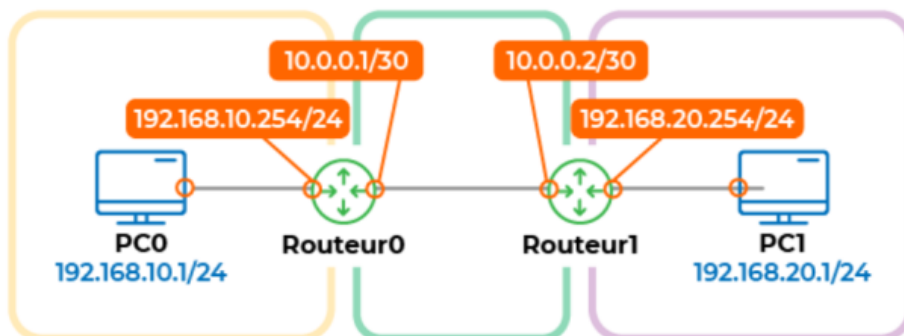 10.0.0.1/30
10.0.0.2/30
192.168.10.254/24
192.168.20.254/24
PC0
Routeur0
Routeur1
PC1
192.168.10.1/24
192.168.20.1/24